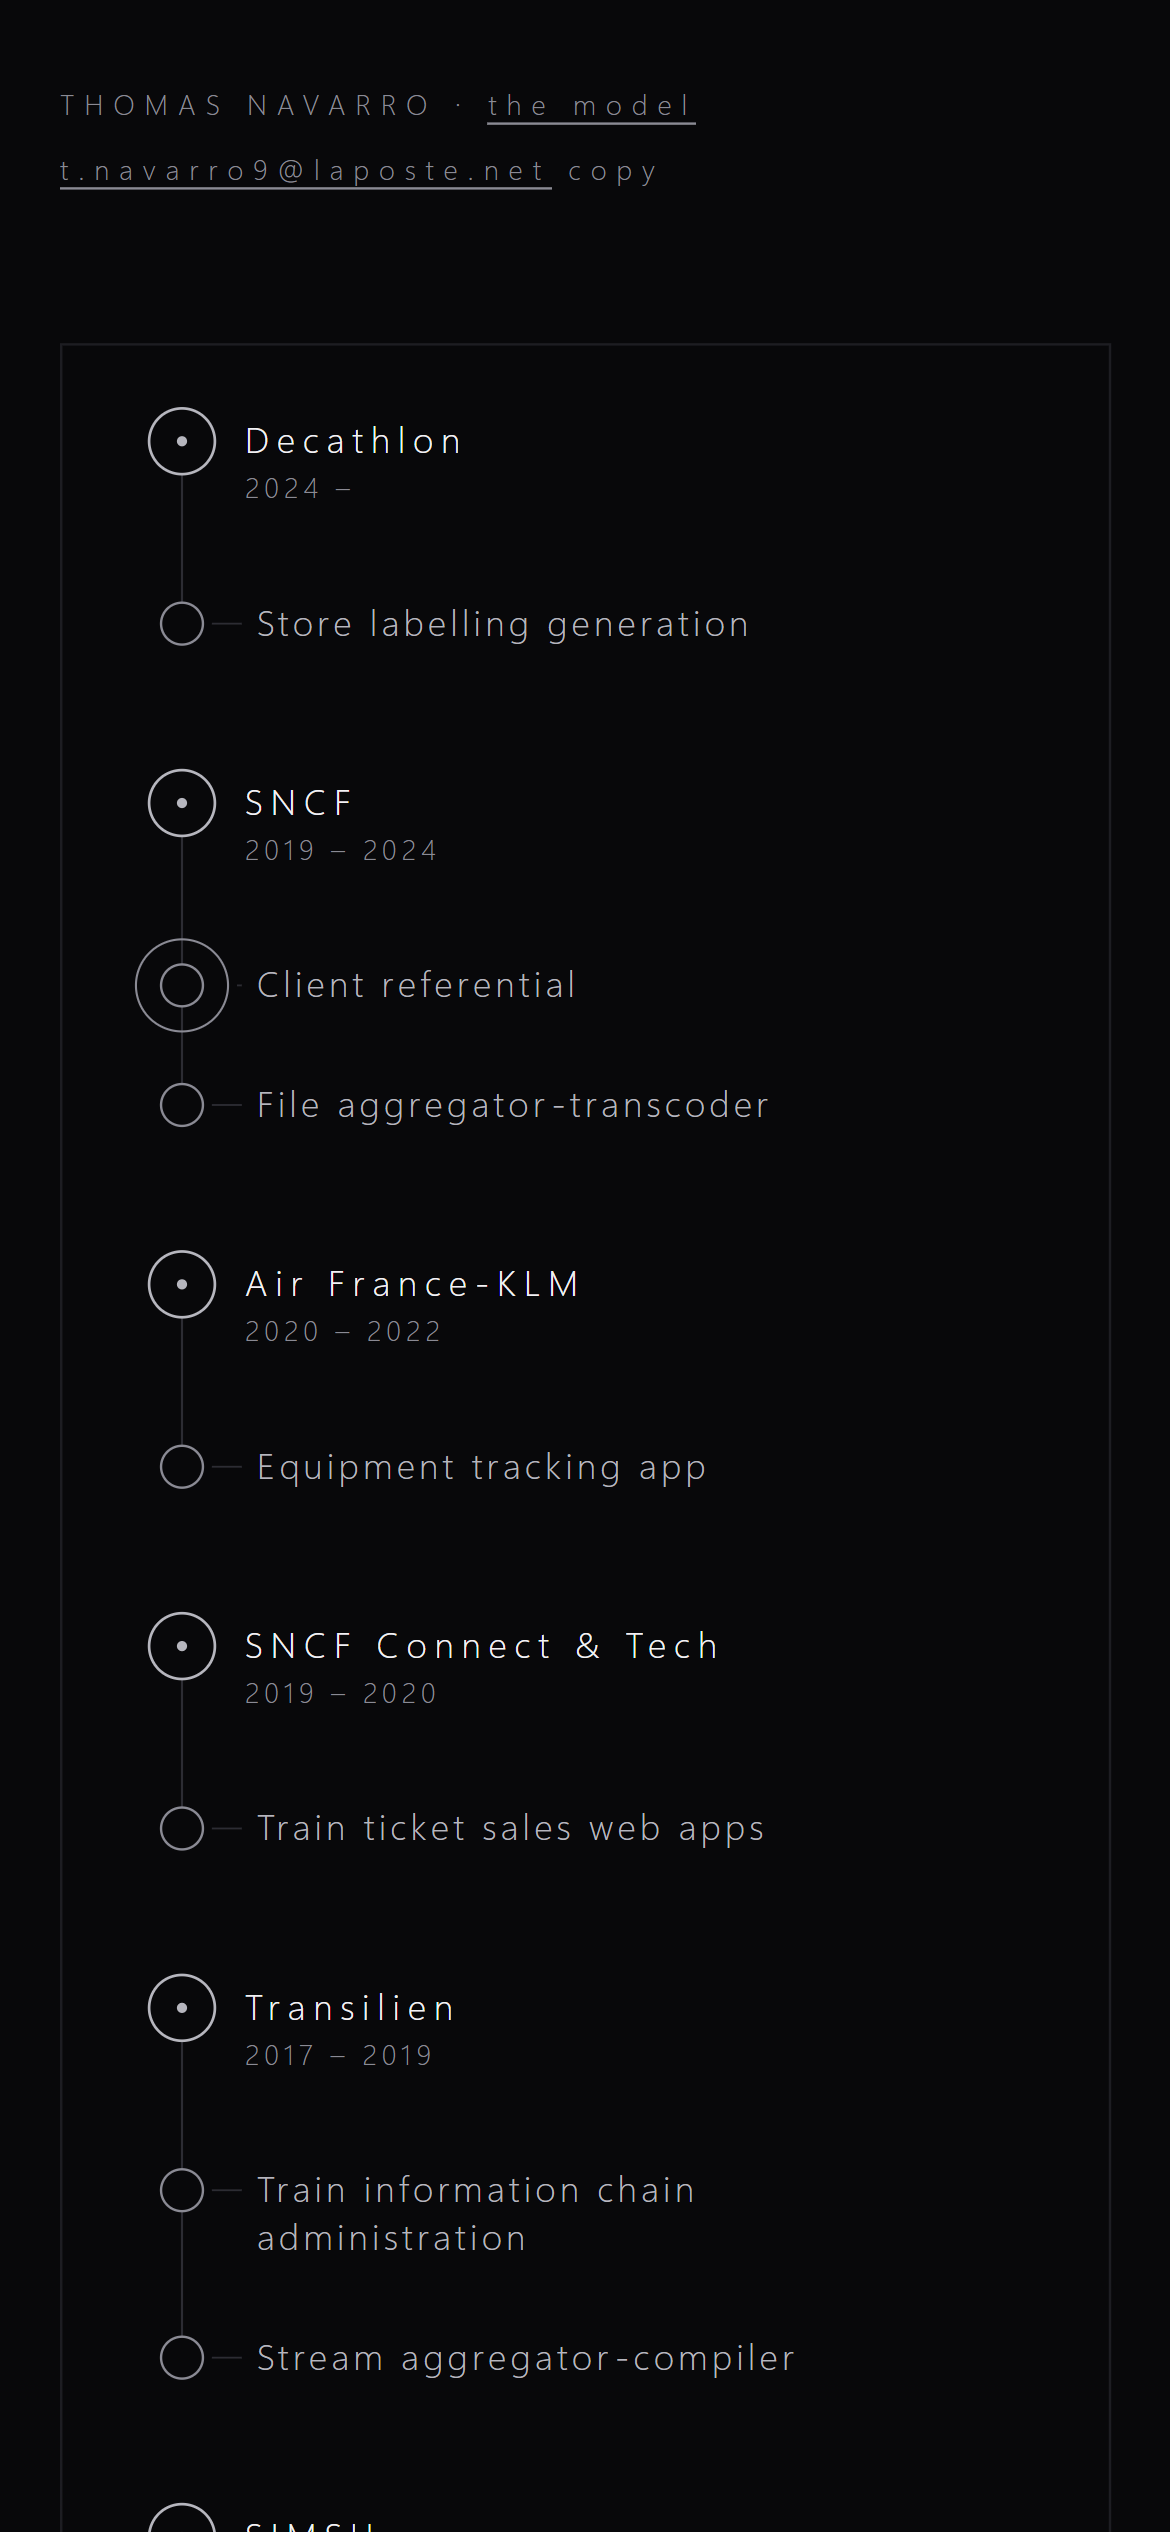 THOMAS NAVARRO · the model
t.navarro9@laposte.net copy
Decathlon
2024 –
Store labelling generation
SNCF
2019 – 2024
Client referential
File aggregator-transcoder
Air France-KLM
2020 – 2022
Equipment tracking app
SNCF Connect & Tech
2019 – 2020
Train ticket sales web apps
Transilien
2017 – 2019
Train information chain
administration
Stream aggregator-compiler